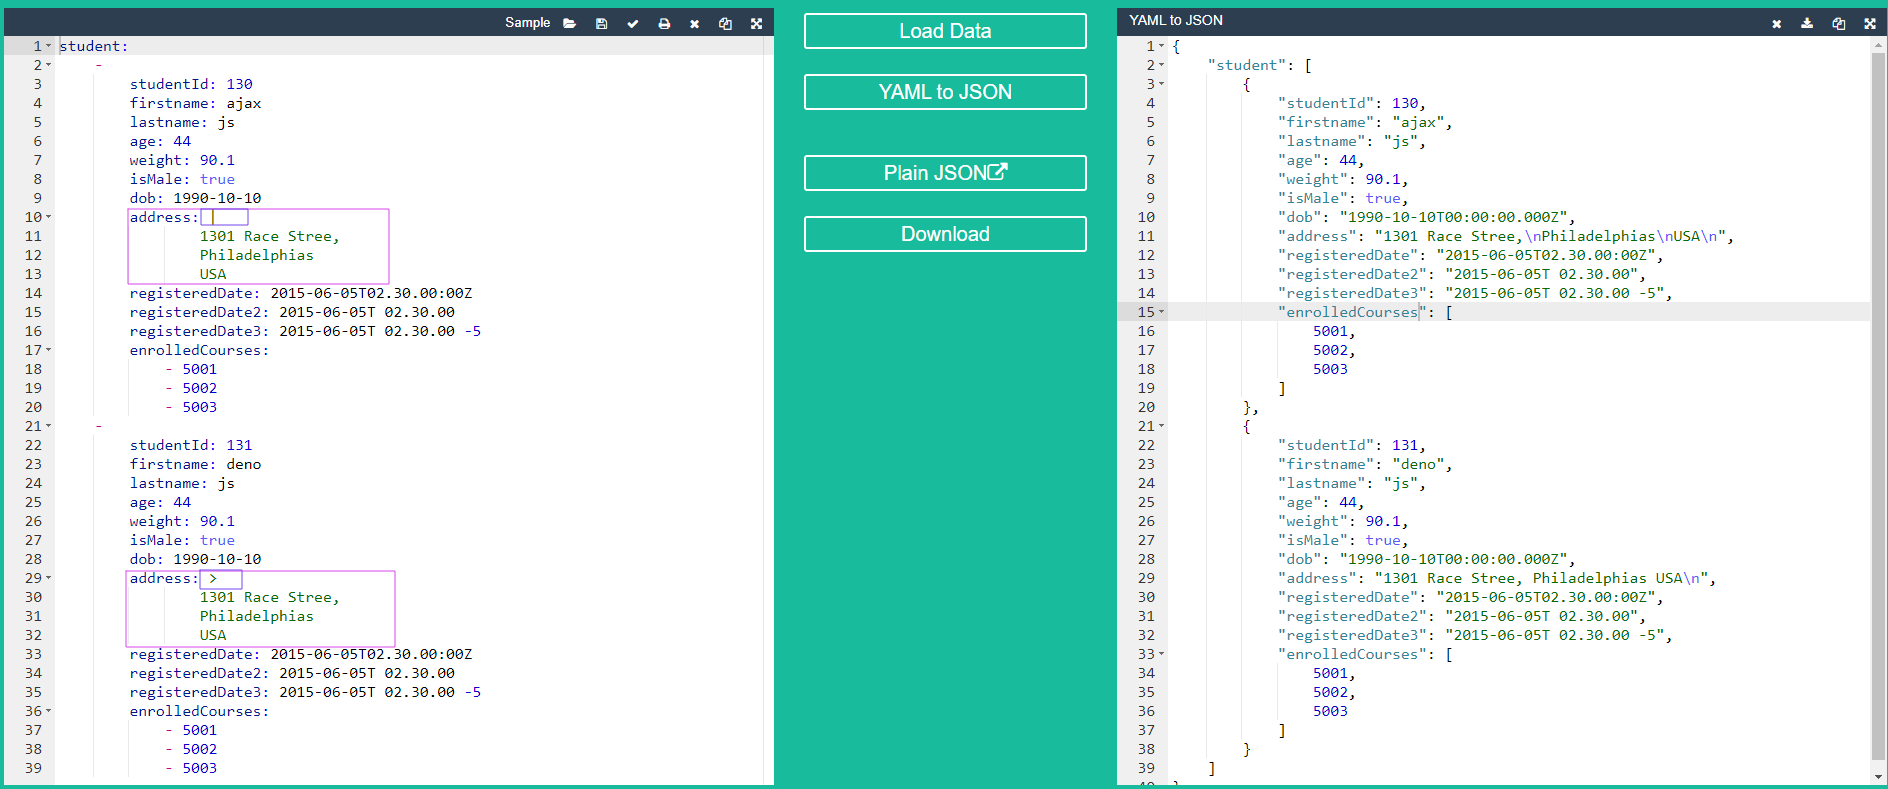 Sample
1 student:
2 -
3 studentId: 130
4 firstname: ajax
5 lastname: js
6 age: 44
7 weight: 90.1
8 isMale: true
9 dob: 1990-10-10
10 address: |
11 1301 Race Stree,
12 Philadelphias
13 USA
14 registeredDate: 2015-06-05T02.30.00:00Z
15 registeredDate2: 2015-06-05T 02.30.00
16 registeredDate3: 2015-06-05T 02.30.00 -5
17 enrolledCourses:
18 - 5001
19 - 5002
20 - 5003
21 -
22 studentId: 131
23 firstname: deno
24 lastname: js
25 age: 44
26 weight: 90.1
27 isMale: true
28 dob: 1990-10-10
29 address: >
30 1301 Race Stree,
31 Philadelphias
32 USA
33 registeredDate: 2015-06-05T02.30.00:00Z
34 registeredDate2: 2015-06-05T 02.30.00
35 registeredDate3: 2015-06-05T 02.30.00 -5
36 enrolledCourses:
37 - 5001
38 - 5002
39 - 5003
Load Data
YAML to JSON
Plain JSON
Download
YAML to JSON
1 {
2 "student": [
3 {
4 "studentId": 130,
5 "firstname": "ajax",
6 "lastname": "js",
7 "age": 44,
8 "weight": 90.1,
9 "isMale": true,
10 "dob": "1990-10-10T00:00:00.000Z",
11 "address": "1301 Race Stree,\nPhiladelphias\nUSA\n",
12 "registeredDate": "2015-06-05T02.30.00:00Z",
13 "registeredDate2": "2015-06-05T 02.30.00",
14 "registeredDate3": "2015-06-05T 02.30.00 -5",
15 "enrolledCourses": [
16 5001,
17 5002,
18 5003
19 ]
20 },
21 {
22 "studentId": 131,
23 "firstname": "deno",
24 "lastname": "js",
25 "age": 44,
26 "weight": 90.1,
27 "isMale": true,
28 "dob": "1990-10-10T00:00:00.000Z",
29 "address": "1301 Race Stree, Philadelphias USA\n",
30 "registeredDate": "2015-06-05T02.30.00:00Z",
31 "registeredDate2": "2015-06-05T 02.30.00",
32 "registeredDate3": "2015-06-05T 02.30.00 -5",
33 "enrolledCourses": [
34 5001,
35 5002,
36 5003
37 ]
38 }
39 ]